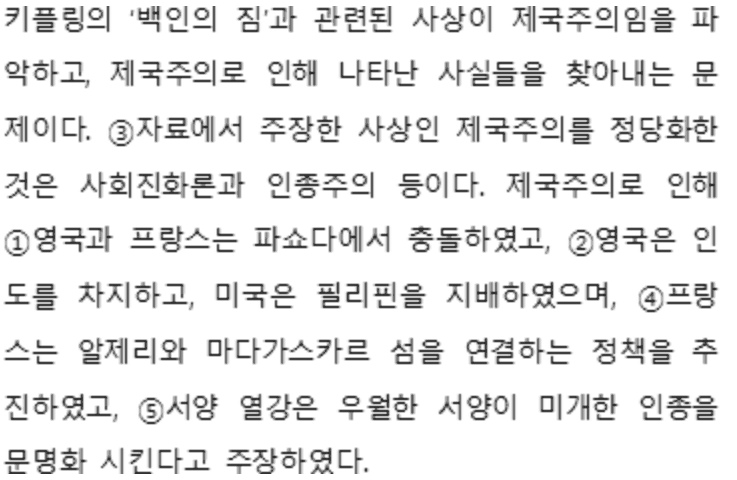 키플링의 ‘백인의 짐’과 관련된 사상이 제국주의임을 파
악하고, 제국주의로 인해 나타난 사실들을 찾아내는 문
제이다. ③자료에서 주장한 사상인 제국주의를 정당화한
것은 사회진화론과 인종주의 등이다. 제국주의로 인해
①영국과 프랑스는 파쇼다에서 충돌하였고, ②영국은 인
도를 차지하고, 미국은 필리핀을 지배하였으며, ④프랑
스는 알제리와 마다가스카르 섬을 연결하는 정책을 추
진하였고, ⑤서양 열강은 우월한 서양이 미개한 인종을
문명화 시킨다고 주장하였다.